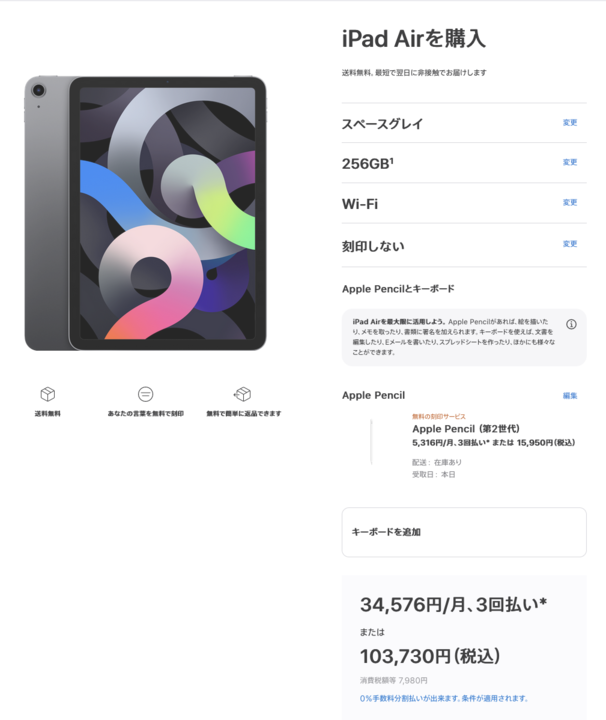 iPad Airを購入
送料無料、最短で翌日に非接触でお届けします
スペースグレイ
変更
256GB¹
変更
Wi-Fi
変更
刻印しない
変更
Apple Pencilとキーボード
iPad Airを最大限に活用しよう。Apple Pencilがあれば、絵を描いた
り、メモを取ったり、書類に署名を加えられます。キーボードを使えば、文書を
編集したり、Eメールを書いたり、スプレッドシートを作ったり、ほかにも様々な
ことができます。
Apple Pencil
編集
無料の刻印サービス
Apple Pencil（第2世代）
5,316円/月、3回払い* または 15,950円(税込)
配送： 在庫あり
受取日： 本日
キーボードを追加
34,576円/月、3回払い*
または
103,730円(税込)
消費税額等 7,980円
0%手数料分割払いが出来ます。条件が適用されます。
送料無料
あなたの言葉を無料で刻印
無料で簡単に返品できます